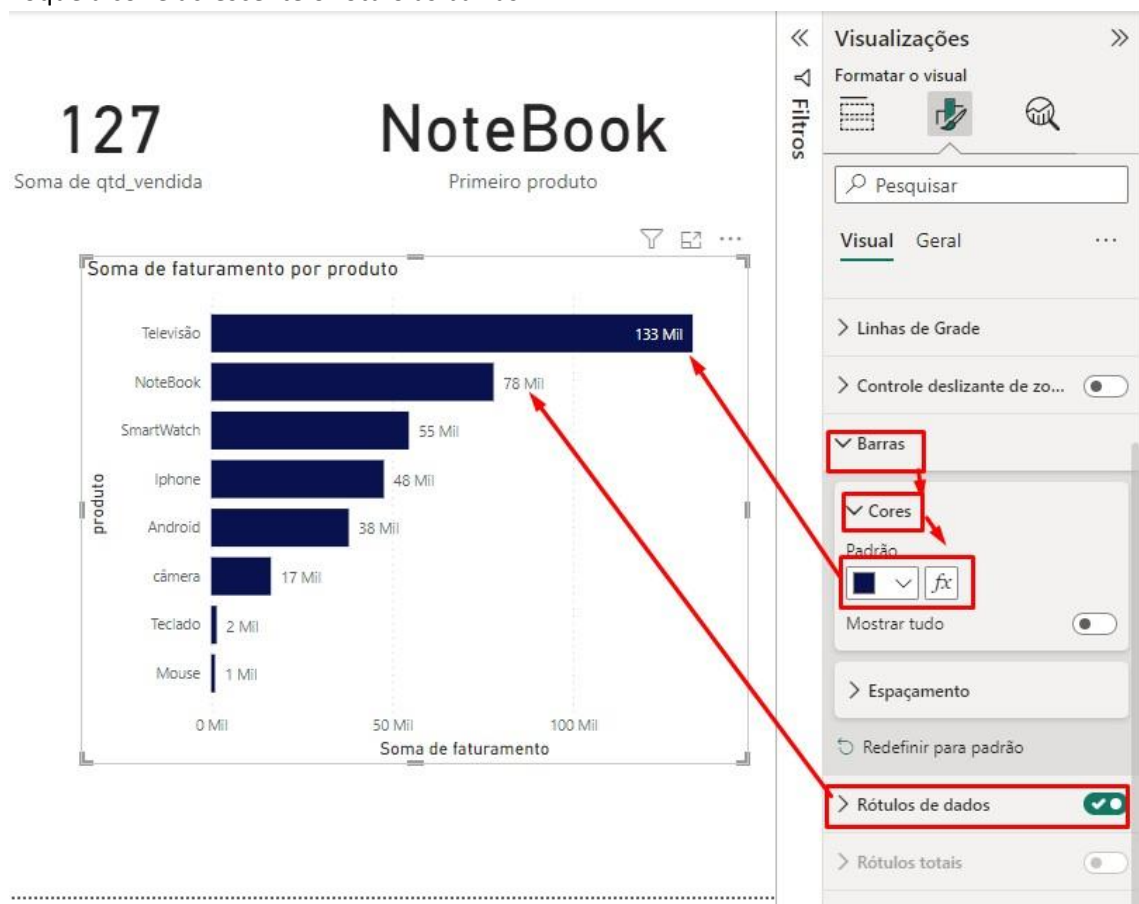 Visualizações
Formatar o visual
Filtros
127
NoteBook
Soma de qtd_vendida
Primeiro produto
Pesquisar
Visual Geral
Soma de faturamento por produto
Televisão 133 Mil
NoteBook 78 Mil
SmartWatch 55 Mil
Iphone 48 Mil
Android 38 Mil
câmera 17 Mil
Teclado 2 Mil
Mouse 1 Mil
produto
0 Mil 50 Mil 100 Mil
Soma de faturamento
Linhas de Grade
Controle deslizante de zo...
Barras
Cores
Padrão
fx
Mostrar tudo
Espaçamento
Redefinir para padrão
Rótulos de dados
Rótulos totais